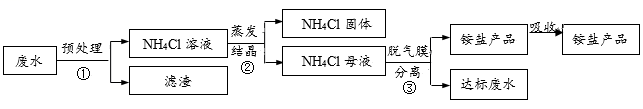 废水
预处理
①
NH4Cl 溶液
滤渣
蒸发
结晶
②
NH4Cl 固体
NH4Cl 母液
脱气膜
分离
③
铵盐产品
达标废水
吸收
铵盐产品